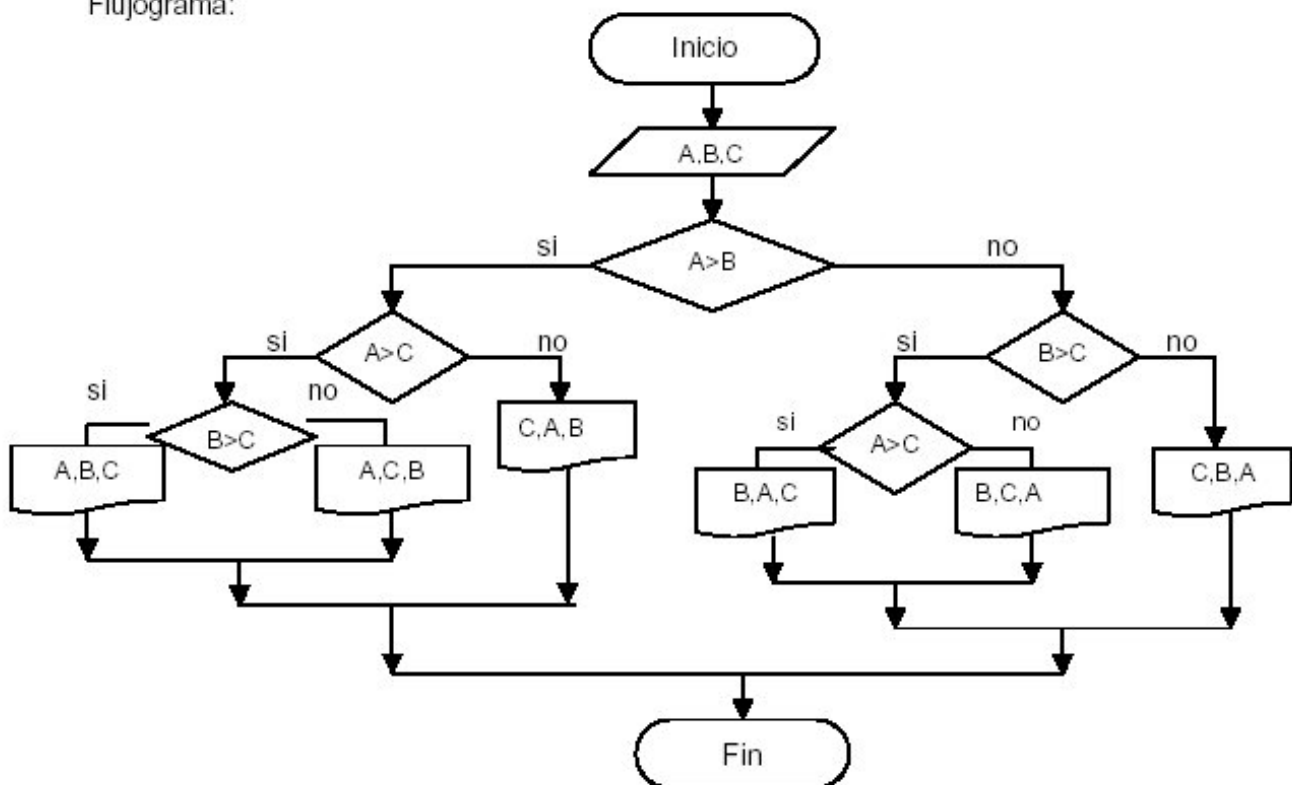 Flujograma:
Inicio
A,B,C
si
A>B
no
si
A>C
no
si
B>C
no
si
B>C
no
C,A,B
si
A>C
no
A,B,C
A,C,B
B,A,C
B,C,A
C,B,A
Fin